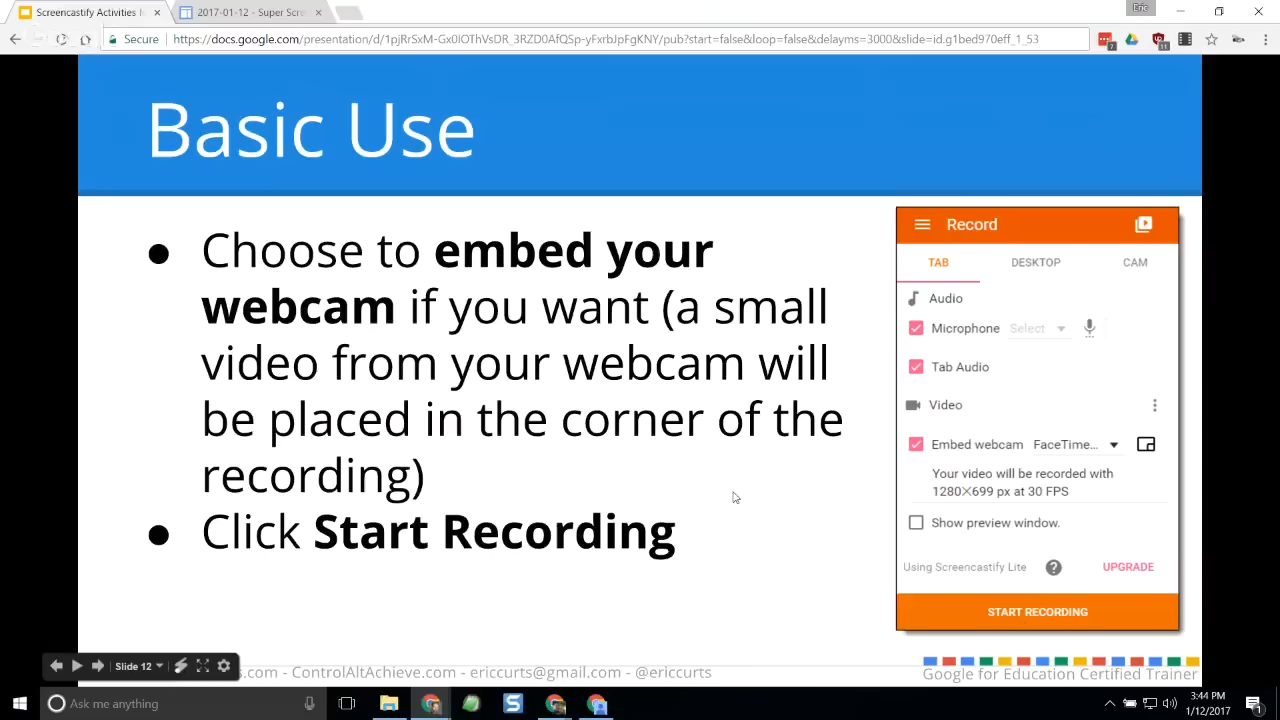 Screencastify Activities f
2017-01-12 - Super Scre
Eric
Secure
https://docs.google.com/presentation/d/1pjRrSxM-Gx0IOThVsDR_3RZD0AfQSp-yFxrbJpFgKNY/pub?start=false&loop=false&delayms=3000&slide=id.g1bed970eff_1_53
7
11
Basic Use
● Choose to embed your
webcam if you want (a small
video from your webcam will
be placed in the corner of the
recording)
● Click Start Recording
Record
TAB DESKTOP CAM
Audio
Microphone Select
Tab Audio
Video
Embed webcam FaceTime...
Your video will be recorded with
1280X699 px at 30 FPS
Show preview window.
Using Screencastify Lite ? UPGRADE
START RECORDING
Slide 12
s.com - ControlAltAchieve.com - ericcurts@gmail.com - @ericcurts
Google for Education Certified Trainer
Ask me anything
3:44 PM
1/12/2017
1